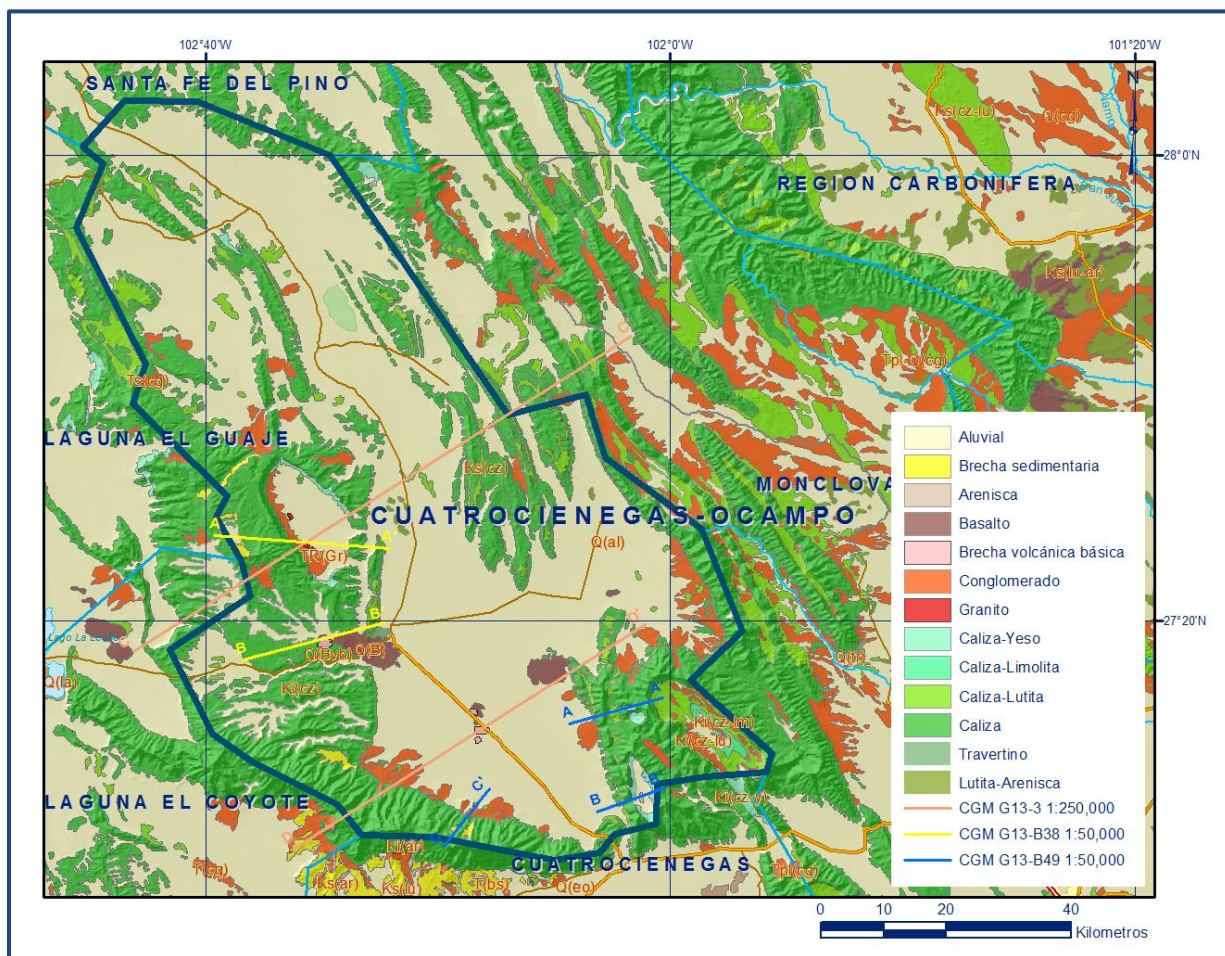 102°40'W
102°0'W
101°20'W
SANTA FE DEL PINO
N
Ks(cz-lu)
Q(cg)
Alamos
28°0'N
REGION CARBONIFERA
San Juan
Ks(lu-ar)
C'
Tpl-Q(cg)
Ts(cg)
LAGUNA EL GUAJE
Ks(cz)
MONCLOVA
CUATROCIENEGAS-OCAMPO
A
A'
Q(al)
TR(Gr)
B'
D'
27°20'N
B
Q(Bvb)
Q(B)
Q(tr)
Q(la)
Ki(cz)
A
A'
Ki(cz-lm)
Ki(cz-lu)
C'
B
B'
Ki(cz-y)
LAGUNA EL COYOTE
D
Ki(ar)
CUATROCIENEGAS
T(cg)
Ks(ar)
Ks(lu)
T(bs)
Q(eo)
Tpl(cg)
Aluvial
Brecha sedimentaria
Arenisca
Basalto
Brecha volcánica básica
Conglomerado
Granito
Caliza-Yeso
Caliza-Limolita
Caliza-Lutita
Caliza
Travertino
Lutita-Arenisca
CGM G13-3 1:250,000
CGM G13-B38 1:50,000
CGM G13-B49 1:50,000
0 10 20 40
Kilometros